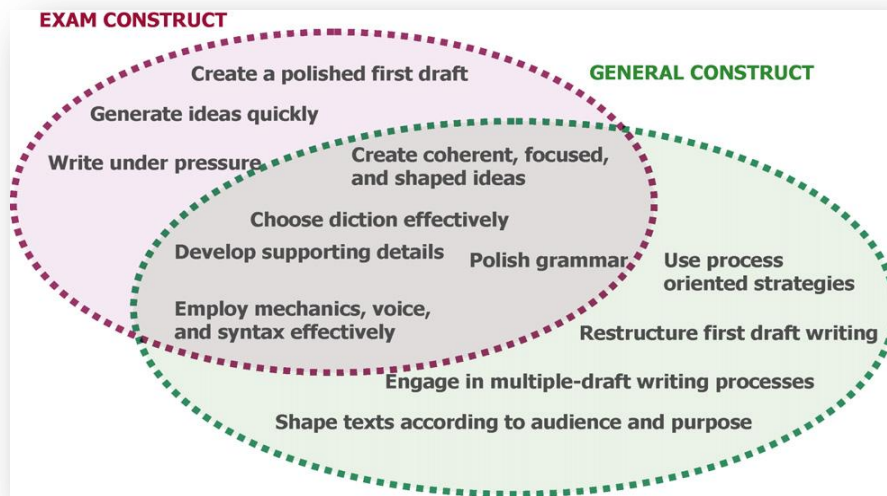 EXAM CONSTRUCT
Create a polished first draft
GENERAL CONSTRUCT
Generate ideas quickly
Write under pressure
Create coherent, focused,
and shaped ideas
Choose diction effectively
Develop supporting details
Polish grammar
Use process
oriented strategies
Employ mechanics, voice,
and syntax effectively
Restructure first draft writing
Engage in multiple-draft writing processes
Shape texts according to audience and purpose